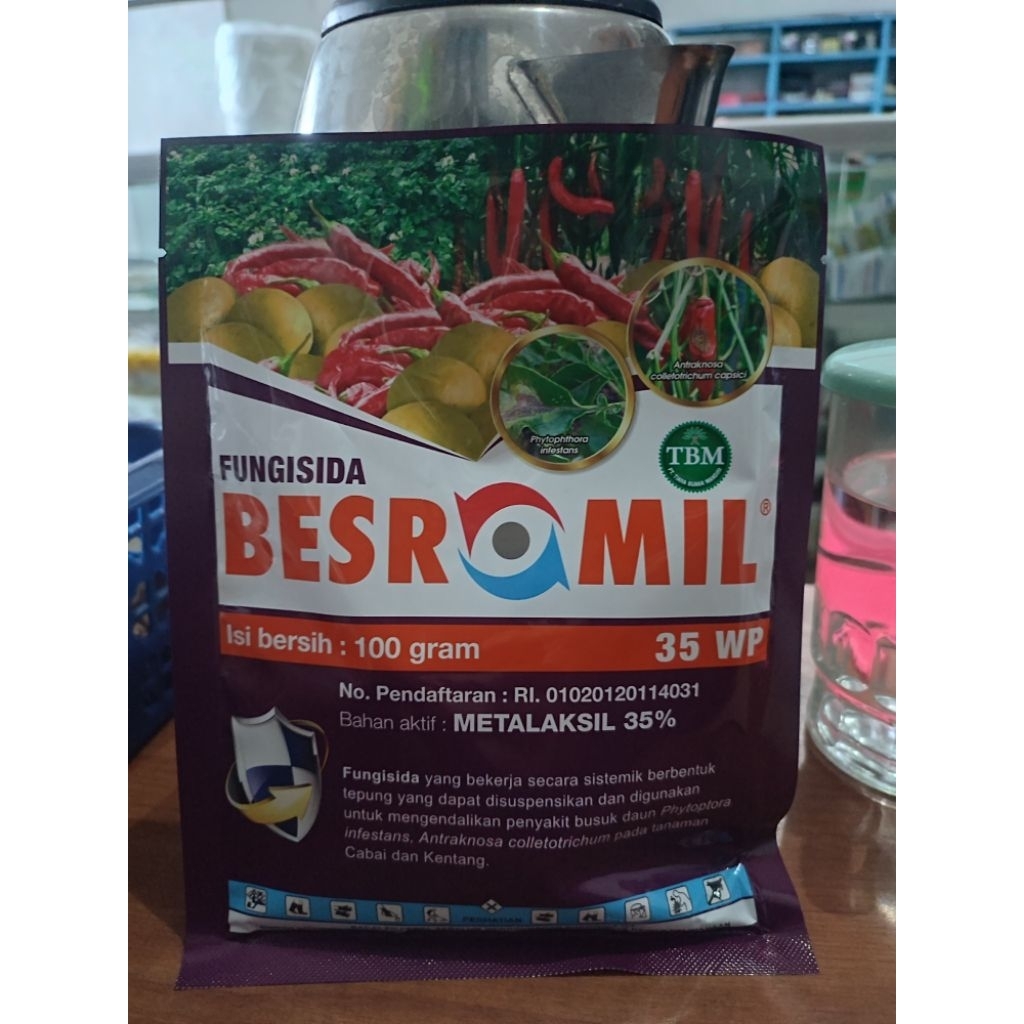 Antraknosa
colletotrichum capsici
Phytophthora
infestans
TBM
FUNGISIDA
BESROMIL®
Isi bersih : 100 gram
35 WP
No. Pendaftaran : RI. 01020120114031
Bahan aktif : METALAKSIL 35%
Fungisida yang bekerja secara sistemik berbentuk
tepung yang dapat disuspensikan dan digunakan
untuk mengendalikan penyakit busuk daun Phytoptora
infestans, Antraknosa colletotrichum pada tanaman
Cabai dan Kentang.
PERHATIAN